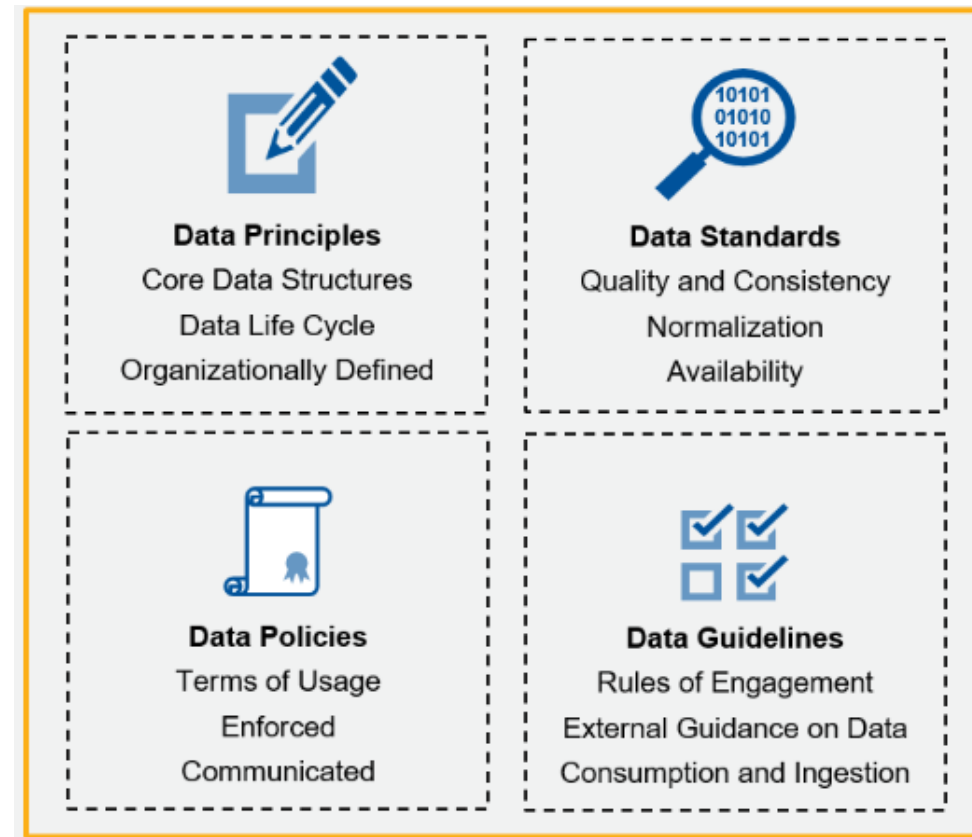 Data Principles
Core Data Structures
Data Life Cycle
Organizationally Defined
10101
01010
10101
Data Standards
Quality and Consistency
Normalization
Availability
Data Policies
Terms of Usage
Enforced
Communicated
Data Guidelines
Rules of Engagement
External Guidance on Data
Consumption and Ingestion